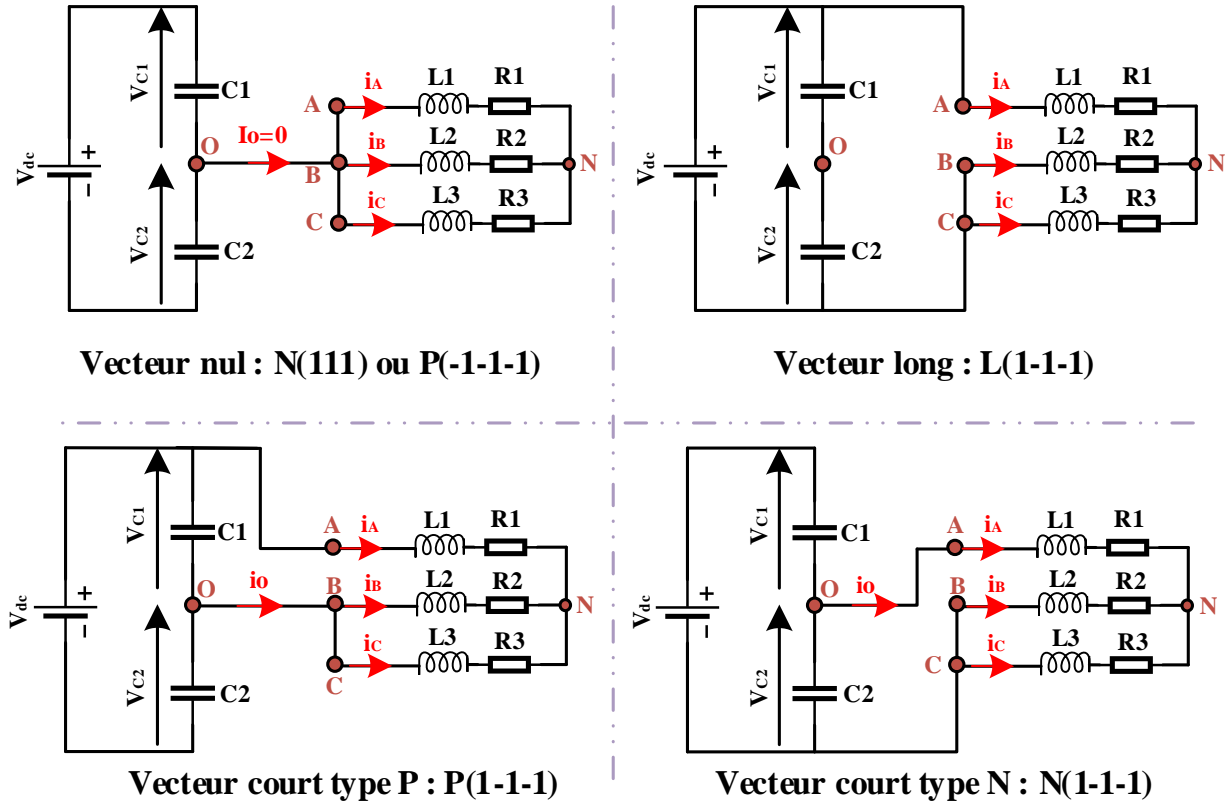 VC1
C1
A
iA
L1
R1
Vdc
+
-
O
Io=0
B
iB
L2
R2
N
VC2
C2
C
iC
L3
R3
Vecteur nul : N(111) ou P(-1-1-1)
VC1
C1
A
iA
L1
R1
Vdc
+
-
O
B
iB
L2
R2
N
VC2
C2
C
iC
L3
R3
Vecteur long : L(1-1-1)
VC1
C1
A
iA
L1
R1
Vdc
+
-
O
io
B
iB
L2
R2
N
VC2
C2
C
iC
L3
R3
Vecteur court type P : P(1-1-1)
VC1
C1
A
iA
L1
R1
Vdc
+
-
O
io
B
iB
L2
R2
N
VC2
C2
C
iC
L3
R3
Vecteur court type N : N(1-1-1)